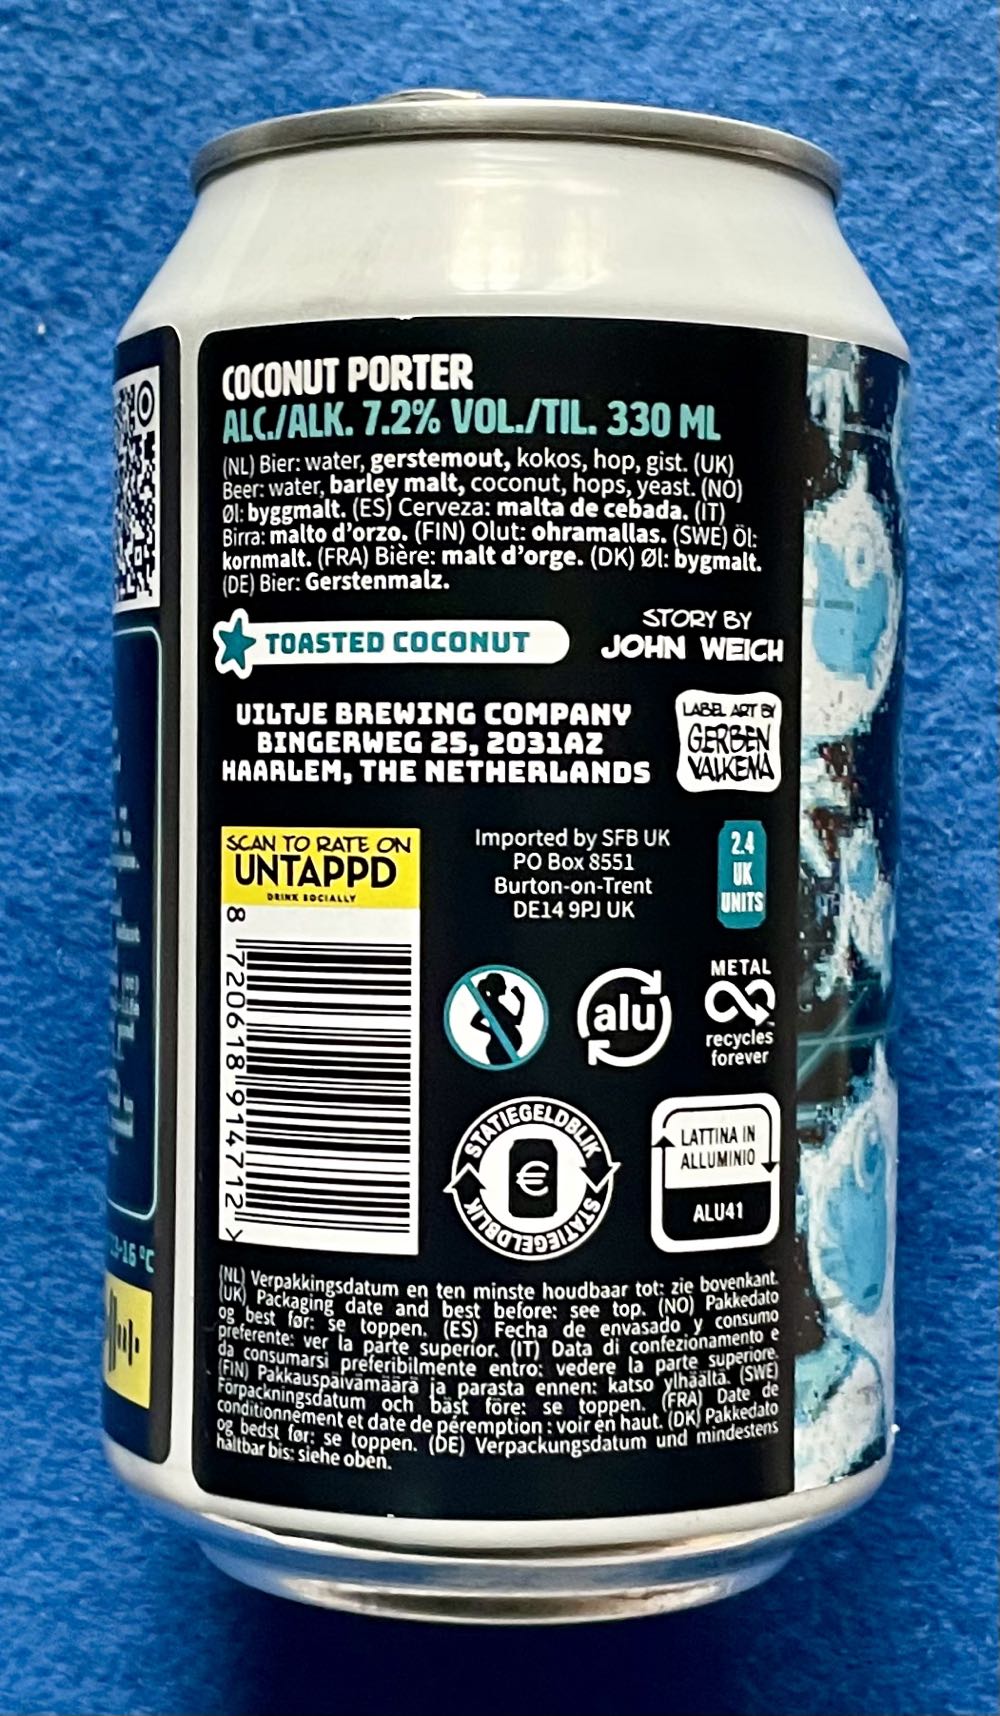 COCONUT PORTER
ALC./ALK. 7.2% VOL./TIL. 330 ML
(NL) Bier: water, gerstemout, kokos, hop, gist. (UK)
Beer: water, barley malt, coconut, hops, yeast. (NO)
Øl: byggmalt. (ES) Cerveza: malta de cebada. (IT)
Birra: malto d'orzo. (FIN) Olut: ohramallas. (SWE) Öl:
kornmalt. (FRA) Bière: malt d'orge. (DK) Øl: bygmalt.
(DE) Bier: Gerstenmalz.
TOASTED COCONUT
STORY BY
JOHN WEICH
UILTJE BREWING COMPANY
BINGERWEG 25, 2031AZ
HAARLEM, THE NETHERLANDS
LABEL ART BY
GERBEN
VALKEMA
SCAN TO RATE ON
UNTAPPD
DRINK SOCIALLY
8 720618 914712 >
Imported by SFB UK
PO Box 8551
Burton-on-Trent
DE14 9PJ UK
2.4
UK
UNITS
alu
METAL
recycles
forever
STATIEGELDBLIK
€
STATIEGELDBLIK
STATIEGELDBLIK
LATTINA IN
ALLUMINIO
ALU41
-16 °C
(NL) Verpakkingsdatum en ten minste houdbaar tot: zie bovenkant.
(UK) Packaging date and best before: see top. (NO) Pakkedato
og best før: se toppen. (ES) Fecha de envasado y consumo
preferente: ver la parte superior. (IT) Data di confezionamento e
da consumarsi preferibilmente entro: vedere la parte superiore.
(FIN) Pakkauspäivämäärä ja parasta ennen: katso ylhäältä. (SWE)
Förpackningsdatum och bäst före: se toppen. (FRA) Date de
conditionnement et date de péremption : voir en haut. (DK) Pakkedato
og bedst før: se toppen. (DE) Verpackungsdatum und mindestens
haltbar bis: siehe oben.